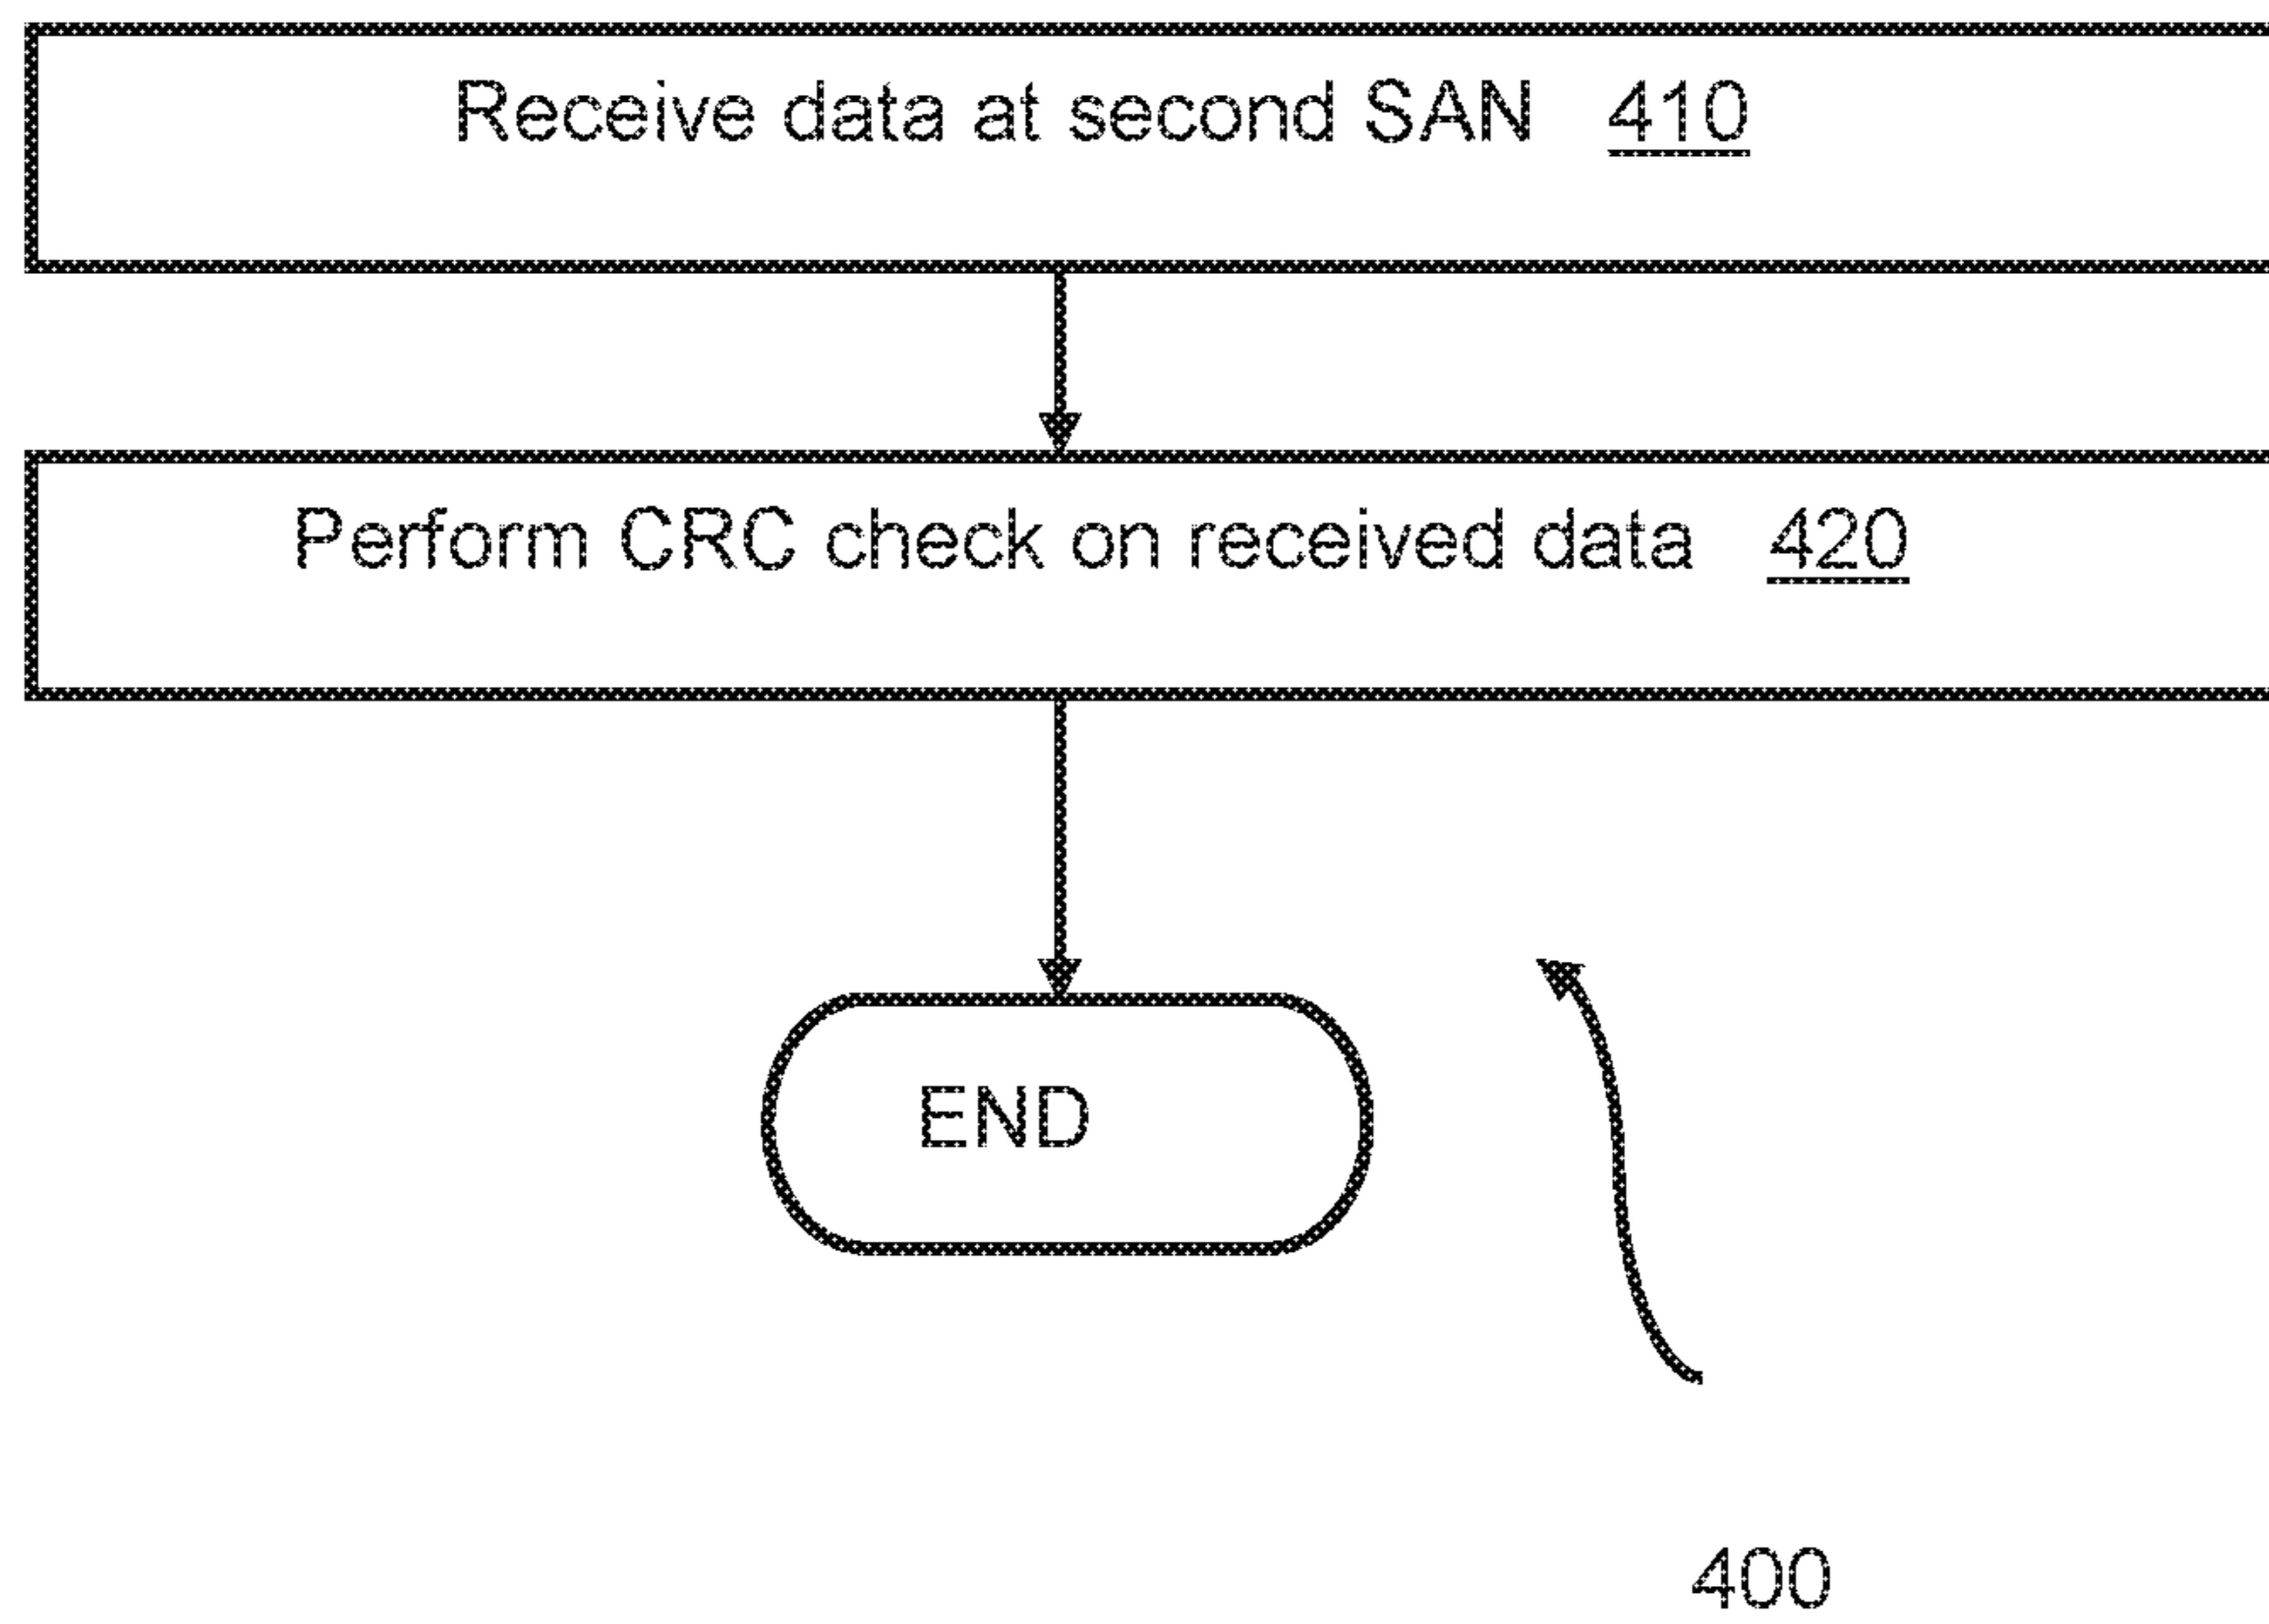 Receive data at second SAN 410
Perform CRC check on received data 420
END
400